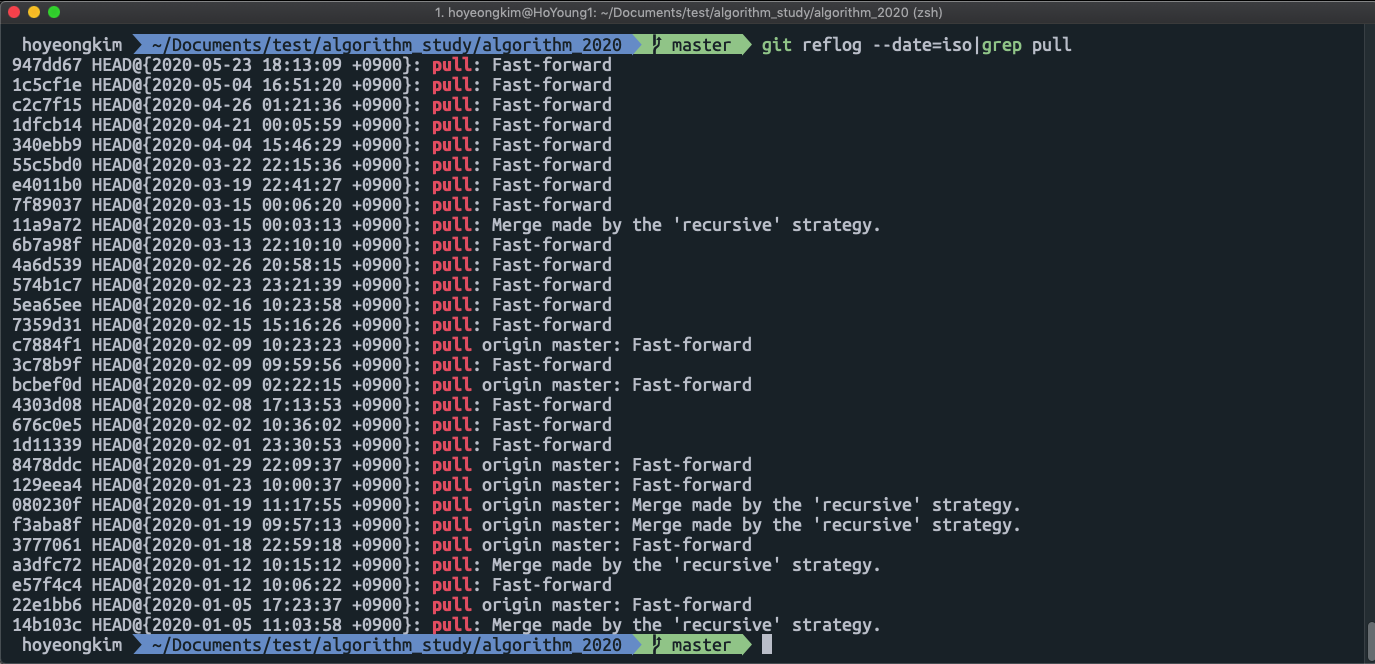 1. hoyeongkim@HoYoung1: ~/Documents/test/algorithm_study/algorithm_2020 (zsh)
hoyeongkim ~/Documents/test/algorithm_study/algorithm_2020 master git reflog --date=iso|grep pull
947dd67 HEAD@{2020-05-23 18:13:09 +0900}: pull: Fast-forward
1c5cf1e HEAD@{2020-05-04 16:51:20 +0900}: pull: Fast-forward
c2c7f15 HEAD@{2020-04-26 01:21:36 +0900}: pull: Fast-forward
1dfcb14 HEAD@{2020-04-21 00:05:59 +0900}: pull: Fast-forward
340ebb9 HEAD@{2020-04-04 15:46:29 +0900}: pull: Fast-forward
55c5bd0 HEAD@{2020-03-22 22:15:36 +0900}: pull: Fast-forward
e4011b0 HEAD@{2020-03-19 22:41:27 +0900}: pull: Fast-forward
7f89037 HEAD@{2020-03-15 00:06:20 +0900}: pull: Fast-forward
11a9a72 HEAD@{2020-03-15 00:03:13 +0900}: pull: Merge made by the 'recursive' strategy.
6b7a98f HEAD@{2020-03-13 22:10:10 +0900}: pull: Fast-forward
4a6d539 HEAD@{2020-02-26 20:58:15 +0900}: pull: Fast-forward
574b1c7 HEAD@{2020-02-23 23:21:39 +0900}: pull: Fast-forward
5ea65ee HEAD@{2020-02-16 10:23:58 +0900}: pull: Fast-forward
7359d31 HEAD@{2020-02-15 15:16:26 +0900}: pull: Fast-forward
c7884f1 HEAD@{2020-02-09 10:23:23 +0900}: pull origin master: Fast-forward
3c78b9f HEAD@{2020-02-09 09:59:56 +0900}: pull: Fast-forward
bcbef0d HEAD@{2020-02-09 02:22:15 +0900}: pull origin master: Fast-forward
4303d08 HEAD@{2020-02-08 17:13:53 +0900}: pull: Fast-forward
676c0e5 HEAD@{2020-02-02 10:36:02 +0900}: pull: Fast-forward
1d11339 HEAD@{2020-02-01 23:30:53 +0900}: pull: Fast-forward
8478ddc HEAD@{2020-01-29 22:09:37 +0900}: pull origin master: Fast-forward
129eea4 HEAD@{2020-01-23 10:00:37 +0900}: pull origin master: Fast-forward
080230f HEAD@{2020-01-19 11:17:55 +0900}: pull origin master: Merge made by the 'recursive' strategy.
f3aba8f HEAD@{2020-01-19 09:57:13 +0900}: pull origin master: Merge made by the 'recursive' strategy.
3777061 HEAD@{2020-01-18 22:59:18 +0900}: pull origin master: Fast-forward
a3dfc72 HEAD@{2020-01-12 10:15:12 +0900}: pull: Merge made by the 'recursive' strategy.
e57f4c4 HEAD@{2020-01-12 10:06:22 +0900}: pull: Fast-forward
22e1bb6 HEAD@{2020-01-05 17:23:37 +0900}: pull origin master: Fast-forward
14b103c HEAD@{2020-01-05 11:03:58 +0900}: pull: Merge made by the 'recursive' strategy.
hoyeongkim ~/Documents/test/algorithm_study/algorithm_2020 master